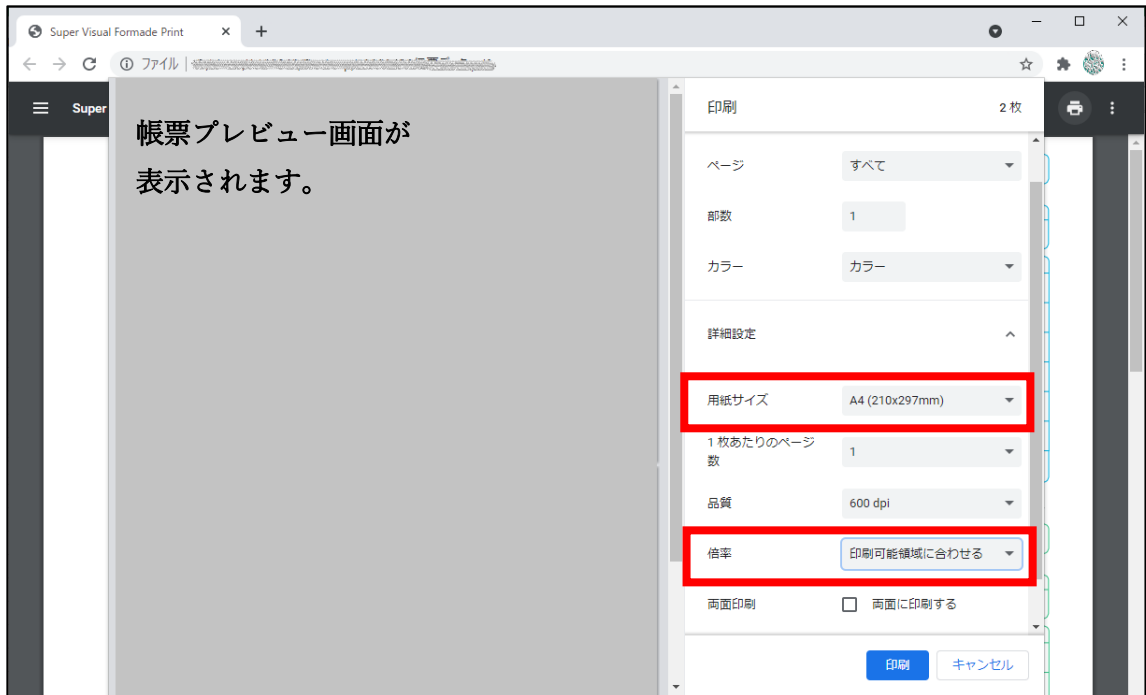 Super Visual Formade Print
ファイル
Super
帳票プレビュー画面が
表示されます。
印刷 2 枚
ページ すべて
部数 1
カラー カラー
詳細設定
用紙サイズ A4 (210x297mm)
1 枚あたりのページ
数 1
品質 600 dpi
倍率 印刷可能領域に合わせる
両面印刷 両面に印刷する
印刷 キャンセル